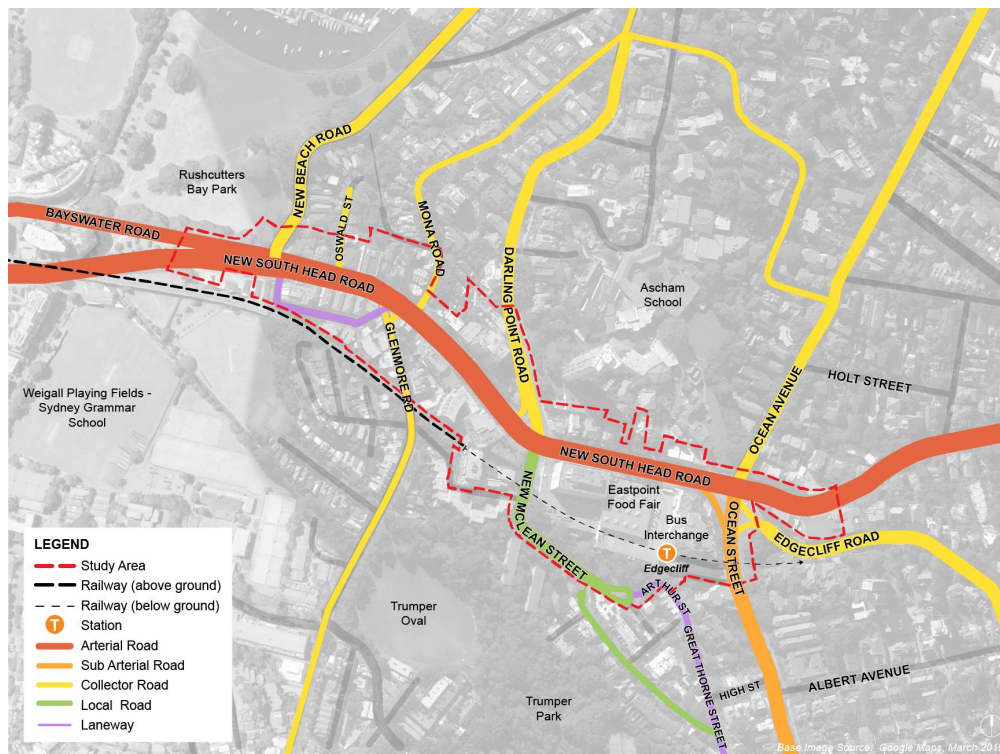 Rushcutters
Bay Park
NEW BEACH ROAD
BAYSWATER ROAD
OSWALD ST
MONA ROAD
NEW SOUTH HEAD ROAD
DARLING POINT ROAD
Ascham
School
GLENMORE RD
HOLT STREET
OCEAN AVENUE
Weigall Playing Fields -
Sydney Grammar
School
NEW SOUTH HEAD ROAD
Eastpoint
Food Fair
NEW MCLEAN STREET
Bus
Interchange
T
Edgecliff
OCEAN STREET
EDGECLIFF ROAD
ARTHUR ST
GREAT THORNE STREET
Trumper
Oval
HIGH ST
ALBERT AVENUE
Trumper
Park
LEGEND
Study Area
Railway (above ground)
Railway (below ground)
T Station
Arterial Road
Sub Arterial Road
Collector Road
Local Road
Laneway
Base Image Source: Google Maps, March 201